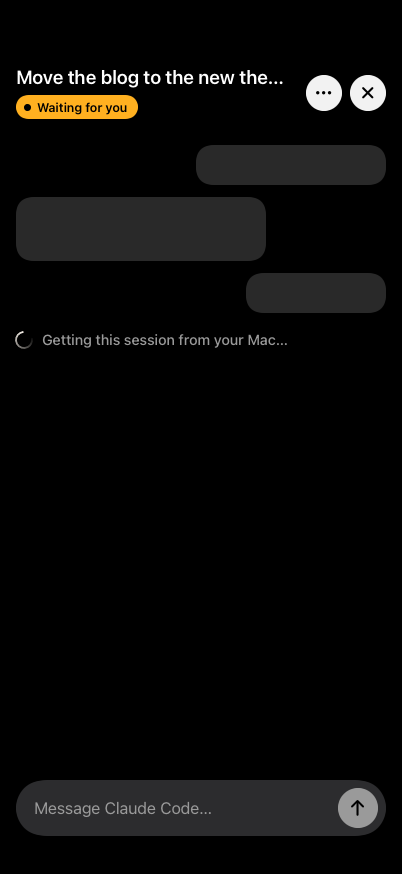 Move the blog to the new the...
Waiting for you
Getting this session from your Mac...
Message Claude Code...